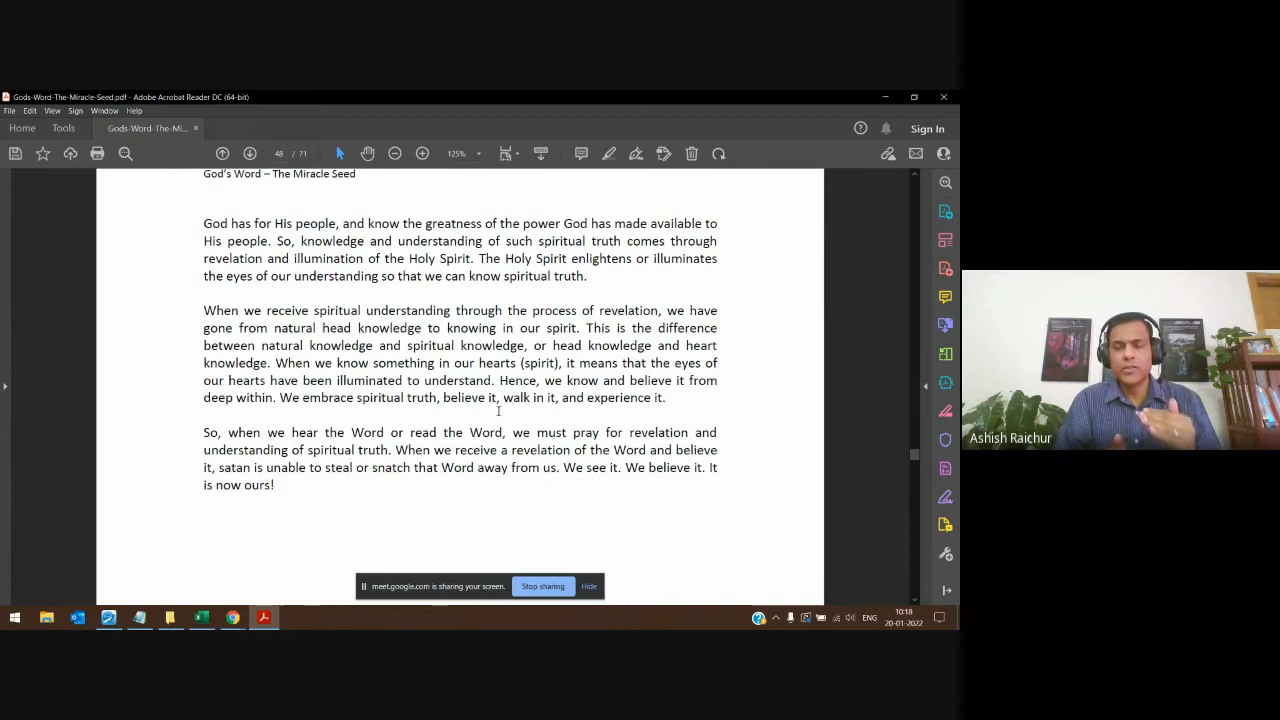 Gods-Word-The-Miracle-Seed.pdf - Adobe Acrobat Reader DC (64-bit)
File Edit View Sign Window Help
Home Tools Gods-Word-The-Mi... × Sign In
48 / 71 125%
God's Word – The Miracle Seed
God has for His people, and know the greatness of the power God has made available to
His people. So, knowledge and understanding of such spiritual truth comes through
revelation and illumination of the Holy Spirit. The Holy Spirit enlightens or illuminates
the eyes of our understanding so that we can know spiritual truth.
When we receive spiritual understanding through the process of revelation, we have
gone from natural head knowledge to knowing in our spirit. This is the difference
between natural knowledge and spiritual knowledge, or head knowledge and heart
knowledge. When we know something in our hearts (spirit), it means that the eyes of
our hearts have been illuminated to understand. Hence, we know and believe it from
deep within. We embrace spiritual truth, believe it, walk in it, and experience it.
So, when we hear the Word or read the Word, we must pray for revelation and
understanding of spiritual truth. When we receive a revelation of the Word and believe
it, satan is unable to steal or snatch that Word away from us. We see it. We believe it. It
is now ours!
meet.google.com is sharing your screen. Stop sharing Hide
ENG 10:18
20-01-2022
Ashish Raichur